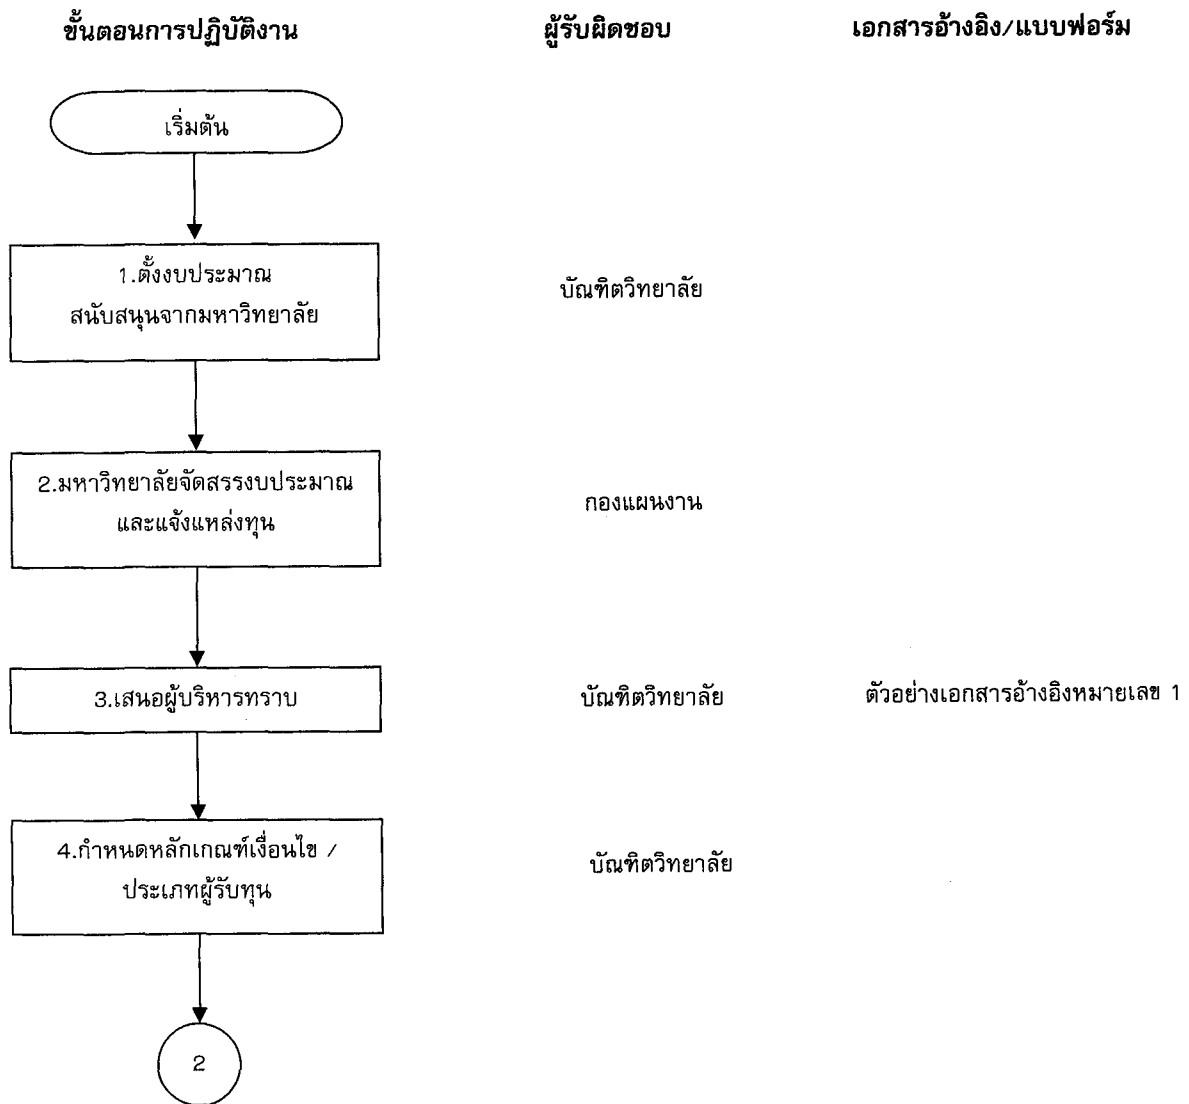 ขั้นตอนการปฏิบัติงาน ผู้รับผิดชอบ เอกสารอ้างอิง/แบบฟอร์ม
เริ่มต้น
1.ตั้งงบประมาณ
สนับสนุนจากมหาวิทยาลัย
บัณฑิตวิทยาลัย
2.มหาวิทยาลัยจัดสรรงบประมาณ
และแจ้งแหล่งทุน
กองแผนงาน
3.เสนอผู้บริหารทราบ บัณฑิตวิทยาลัย ตัวอย่างเอกสารอ้างอิงหมายเลข 1
4.กำหนดหลักเกณฑ์เงื่อนไข /
ประเภทผู้รับทุน
บัณฑิตวิทยาลัย
2